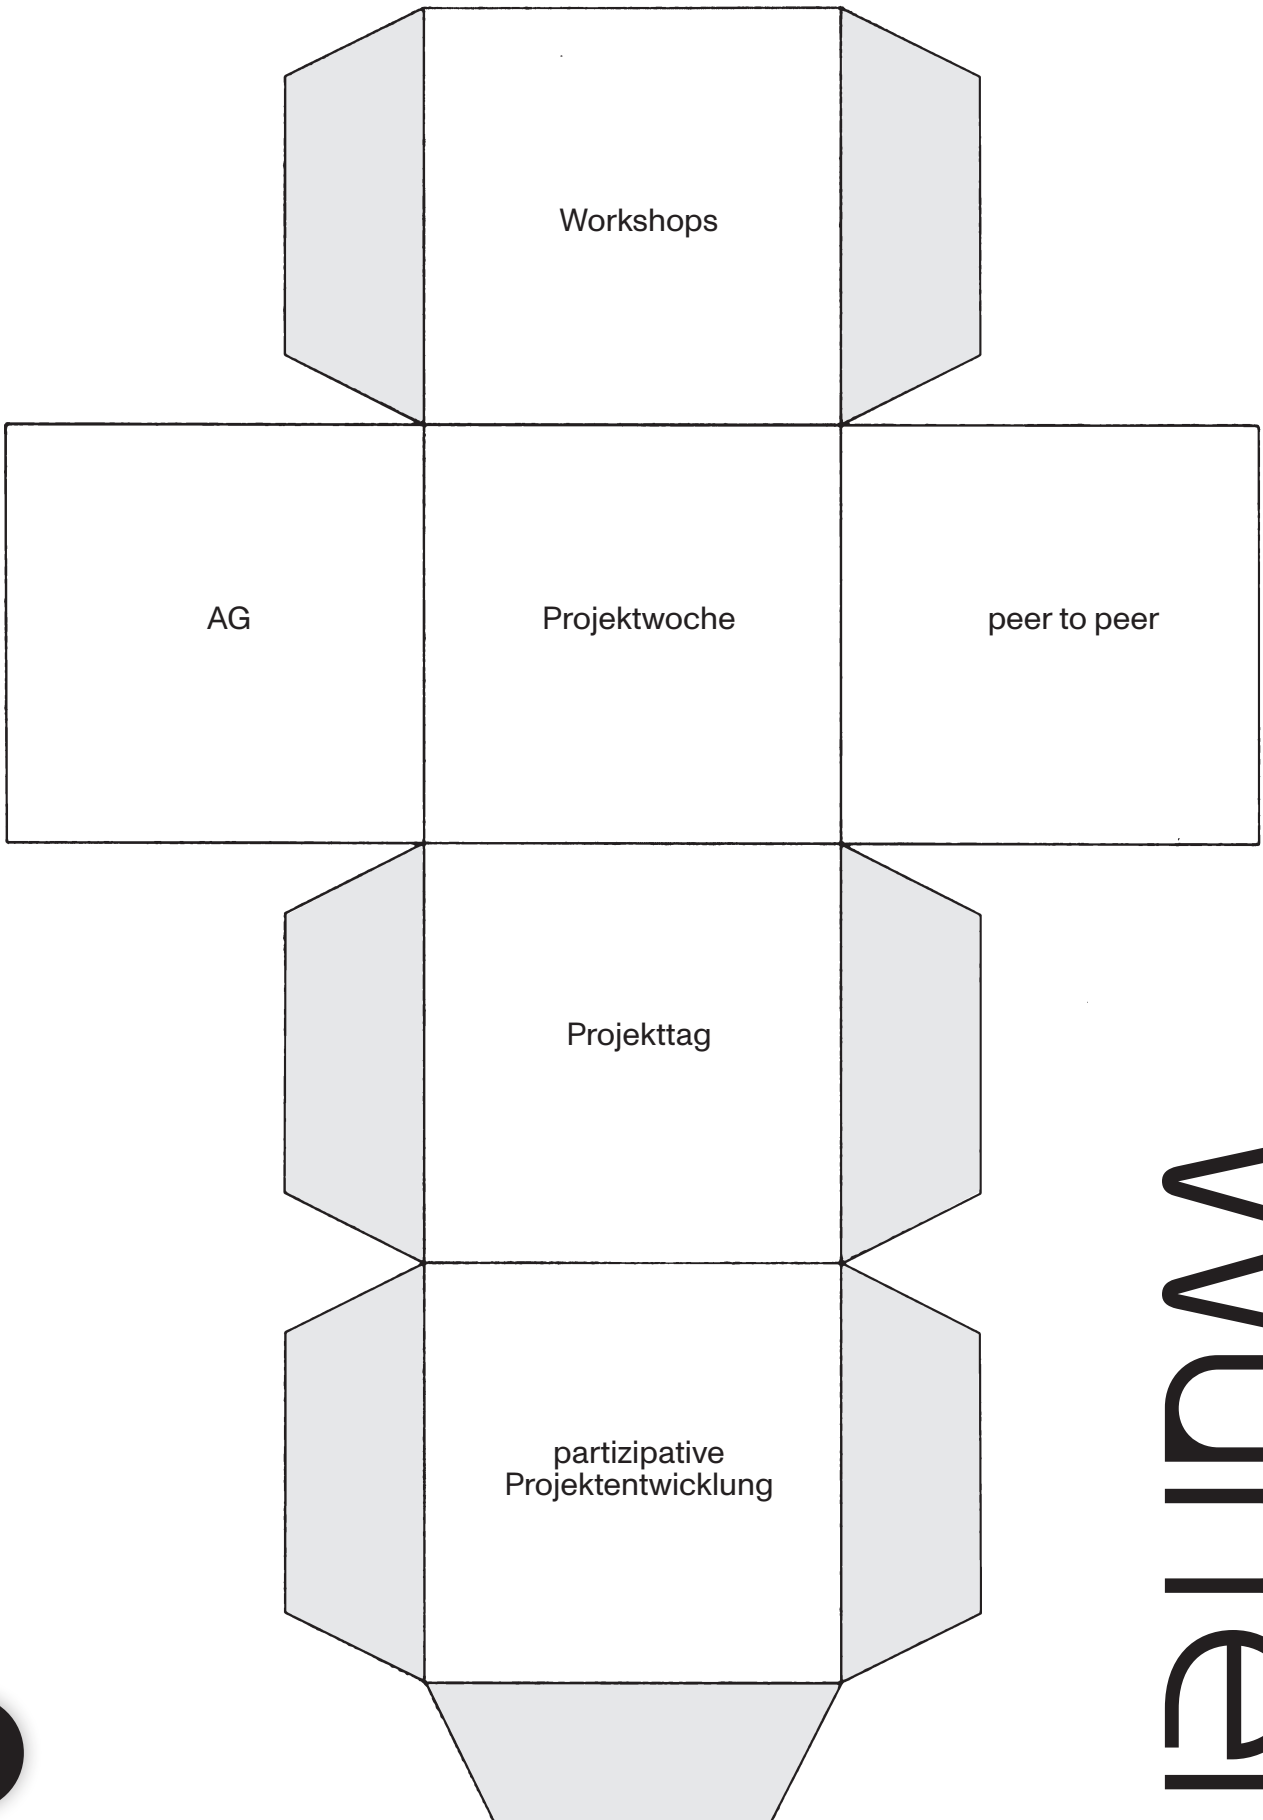 Workshops
AG
Projektwoche
peer to peer
Projekttag
partizipative
Projektentwicklung